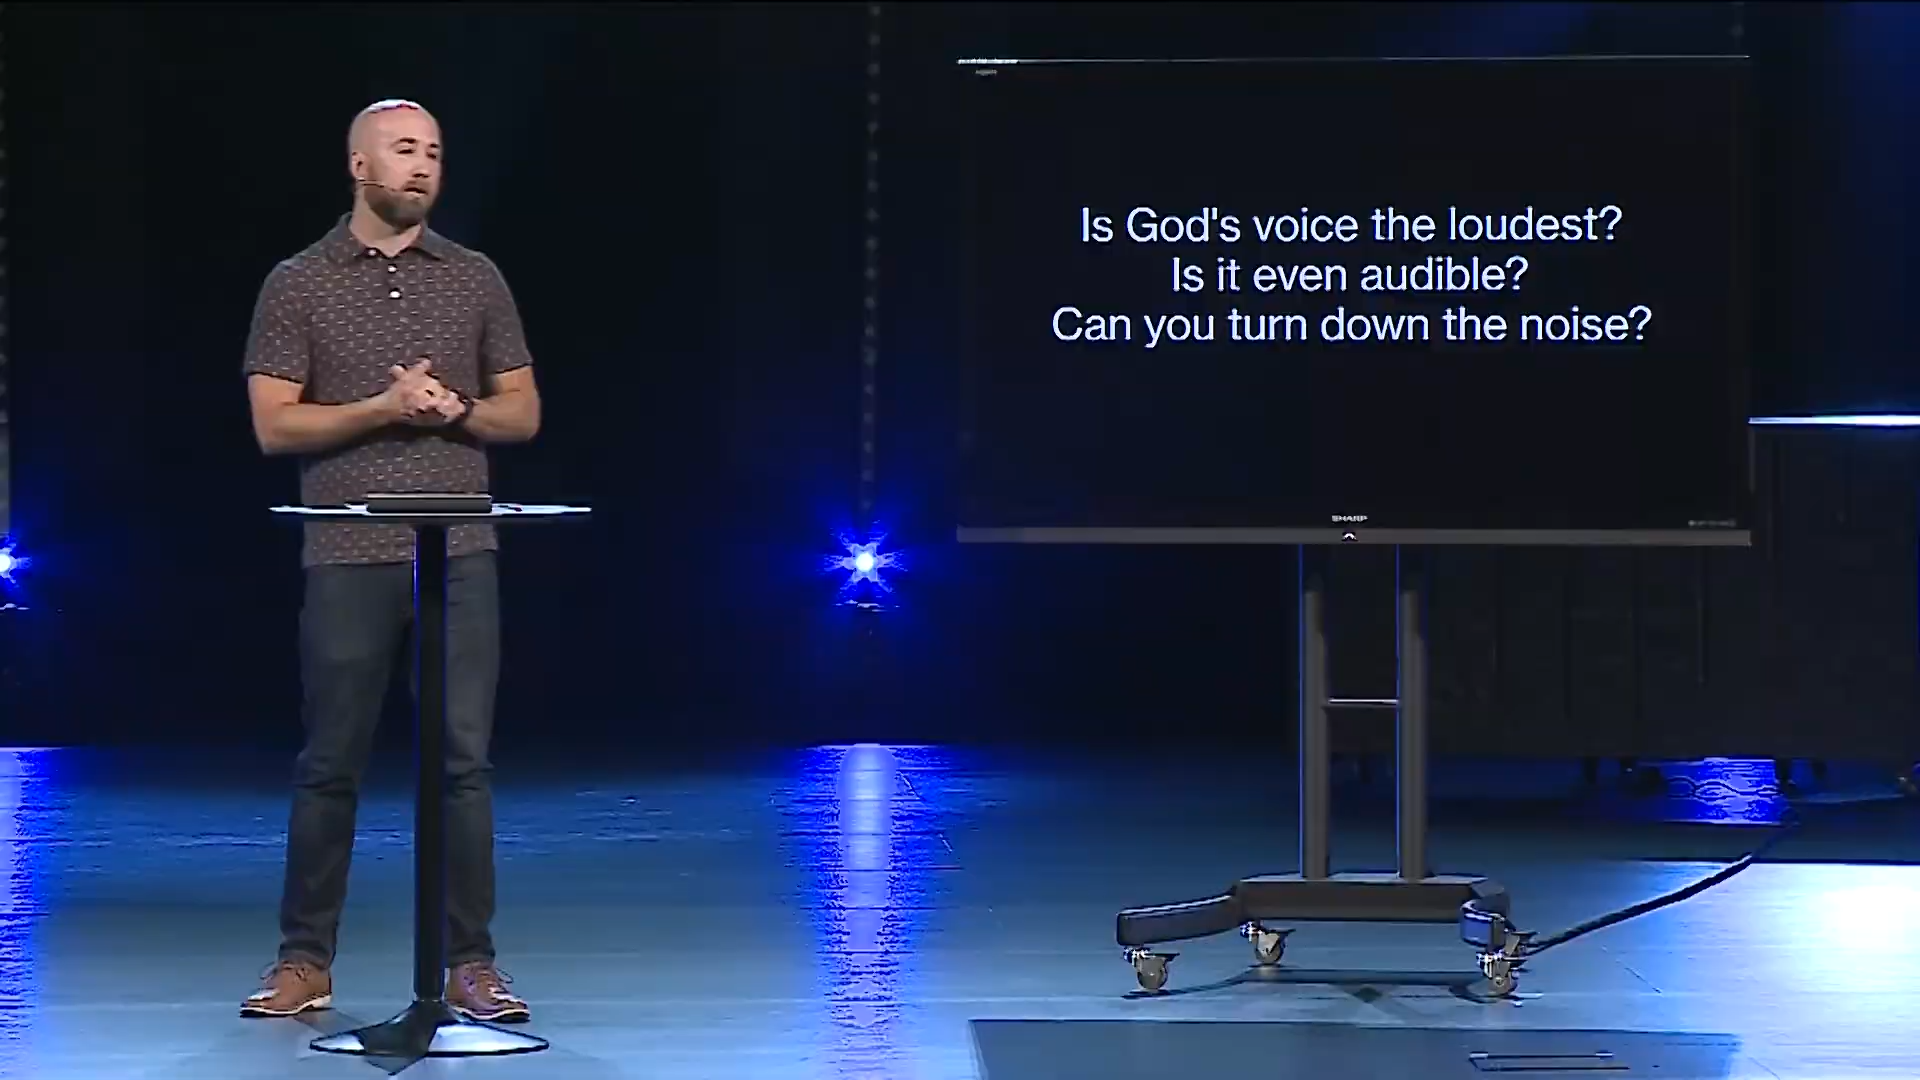 Is God's voice the loudest?
Is it even audible?
Can you turn down the noise?
SHARP